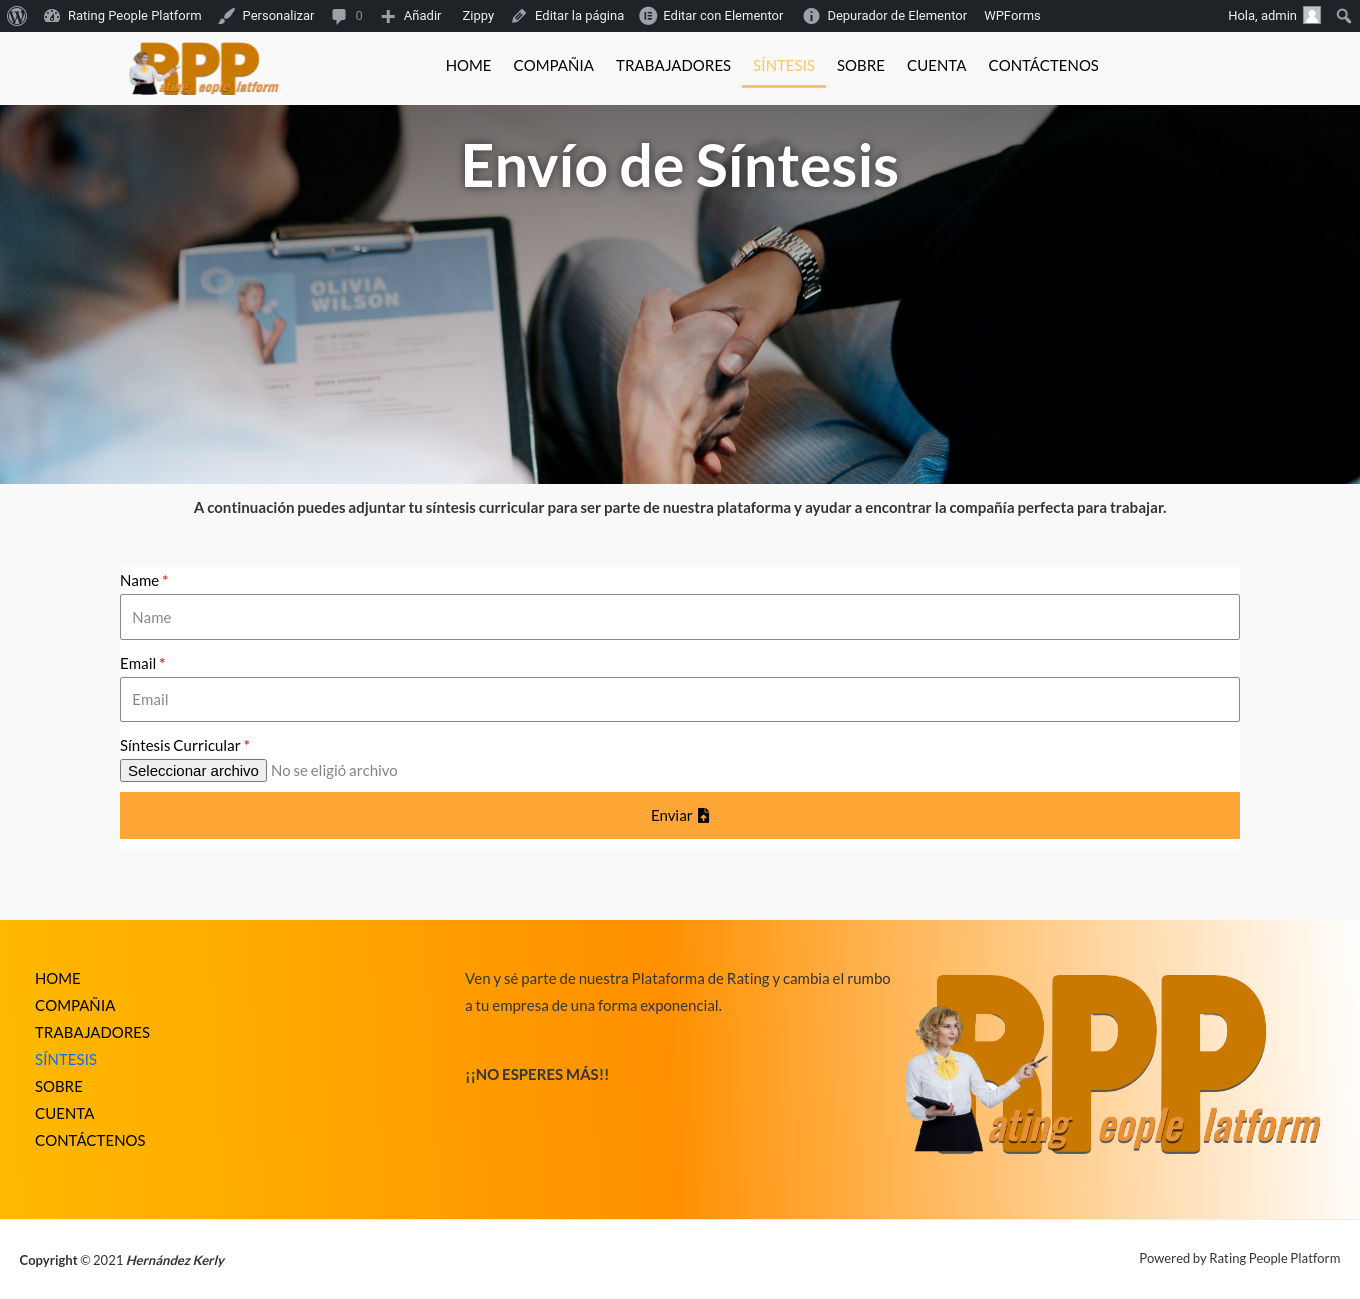 Rating People Platform Personalizar 0 Añadir Zippy Editar la página Editar con Elementor Depurador de Elementor WPForms Hola, admin
RPP
ating eople latform
HOME COMPAÑIA TRABAJADORES SÍNTESIS SOBRE CUENTA CONTÁCTENOS
Envío de Síntesis
OLIVIA
WILSON
WORK EXPERIENCE
A continuación puedes adjuntar tu síntesis curricular para ser parte de nuestra plataforma y ayudar a encontrar la compañía perfecta para trabajar.
Name *
Name
Email *
Email
Síntesis Curricular *
Seleccionar archivo No se eligió archivo
Enviar
HOME
COMPAÑIA
TRABAJADORES
SÍNTESIS
SOBRE
CUENTA
CONTÁCTENOS
Ven y sé parte de nuestra Plataforma de Rating y cambia el rumbo
a tu empresa de una forma exponencial.
¡¡NO ESPERES MÁS!!
RPP
ating eople latform
Copyright © 2021 Hernández Kerly
Powered by Rating People Platform